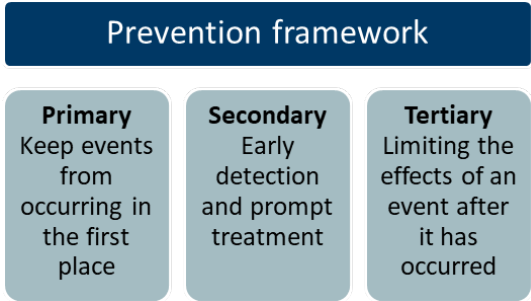 Prevention framework
Primary
Keep events
from
occurring in
the first
place
Secondary
Early
detection
and prompt
treatment
Tertiary
Limiting the
effects of an
event after
it has
occurred